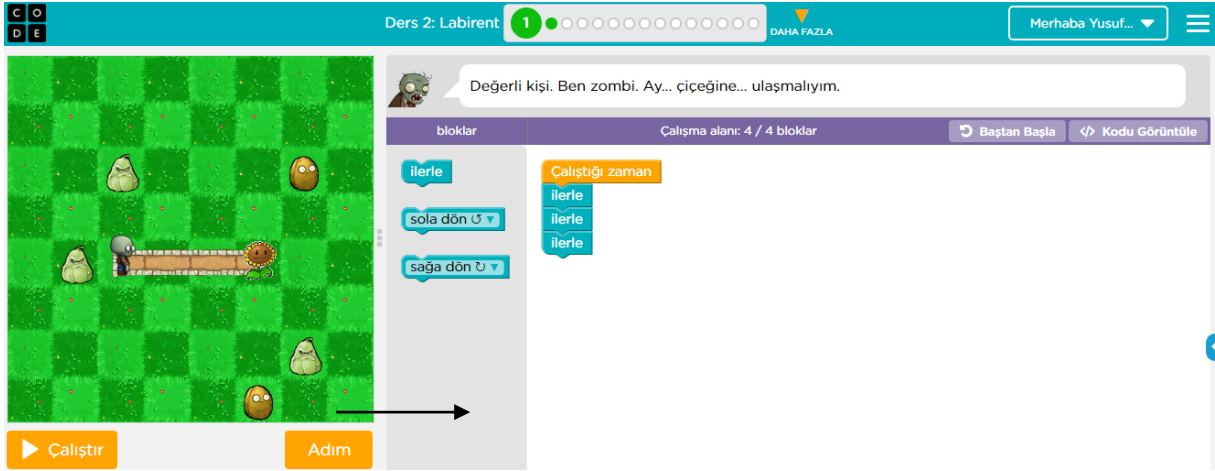 CODE
Ders 2: Labirent 1 DAHA FAZLA Merhaba Yusuf...
Değerli kişi. Ben zombi. Ay... çiçeğine... ulaşmalıyım.
bloklar Çalışma alanı: 4 / 4 bloklar Baştan Başla </> Kodu Görüntüle
ilerle
sola dön ↺
sağa dön ↻
Çalıştığı zaman
ilerle
ilerle
ilerle
Çalıştır Adım